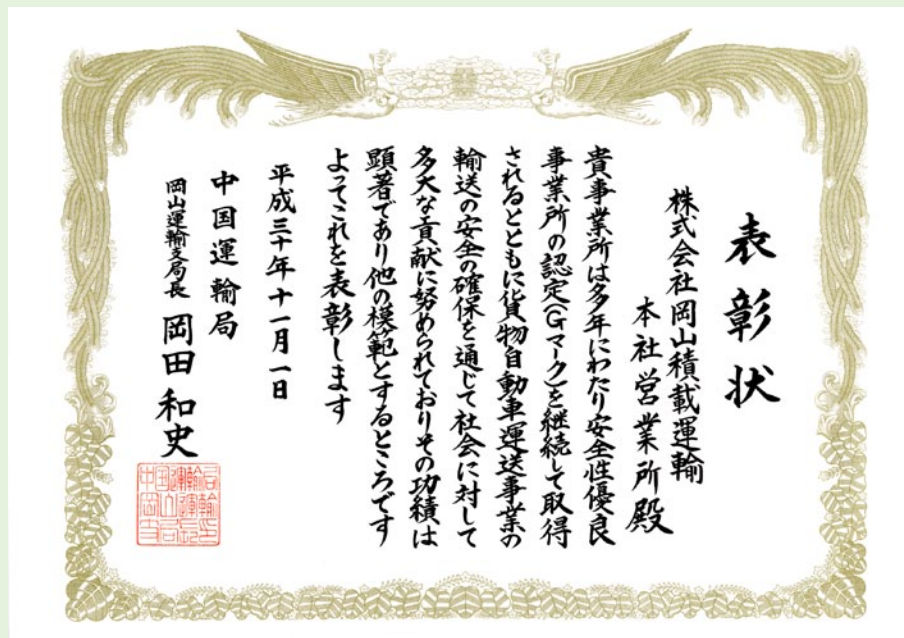 表彰状
株式会社岡山積載運輸
本社営業所殿
貴事業所は多年にわたり安全性優良
事業所の認定(Gマーク)を継続して取得
されるとともに貨物自動車運送事業の
輸送の安全の確保を通じて社会に対して
多大な貢献に努められておりその功績は
顕著であり他の模範とするところです
よってこれを表彰します
平成三十年十一月一日
中国運輸局
岡山運輸支局長 岡田和史